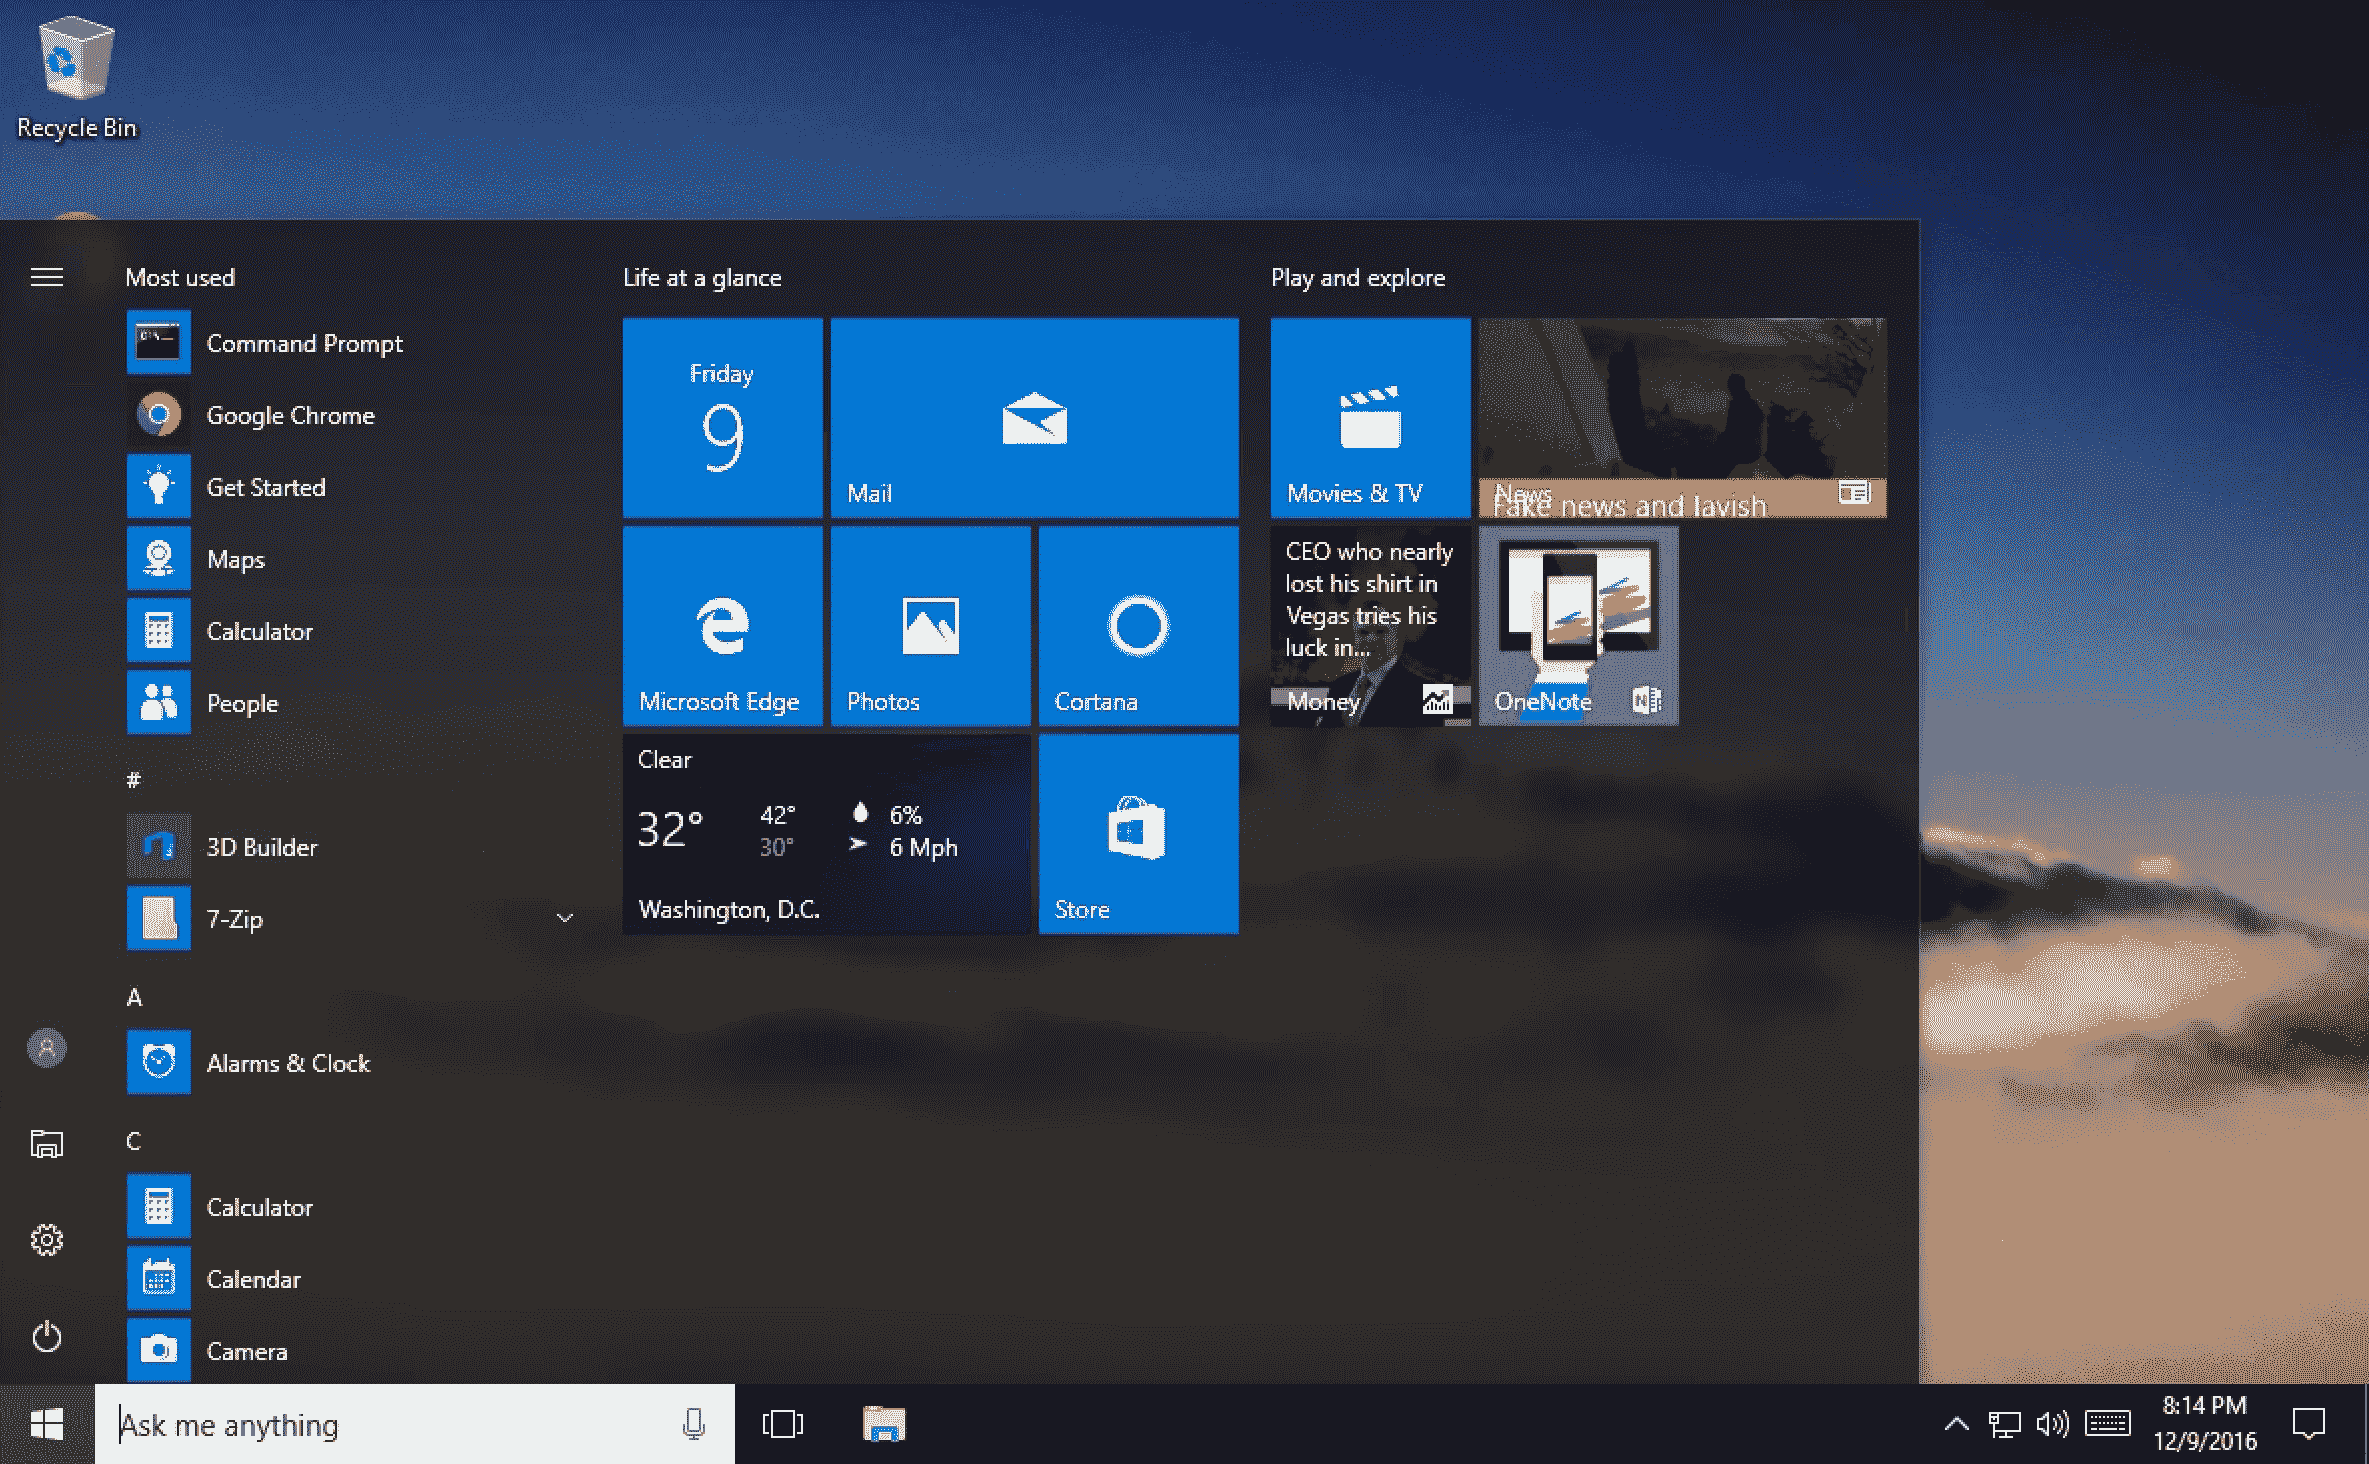 Recycle Bin
Most used
Command Prompt
Google Chrome
Get Started
Maps
Calculator
People
#
3D Builder
7-Zip
A
Alarms & Clock
C
Calculator
Calendar
Camera
Life at a glance
Friday
9
Mail
Microsoft Edge
Photos
Cortana
Clear
32° 42° 6%
30° 6 Mph
Washington, D.C.
Store
Play and explore
Movies & TV
News
Fake news and lavish
CEO who nearly
lost his shirt in
Vegas tries his
luck in...
Money
OneNote
Ask me anything
8:14 PM
12/9/2016